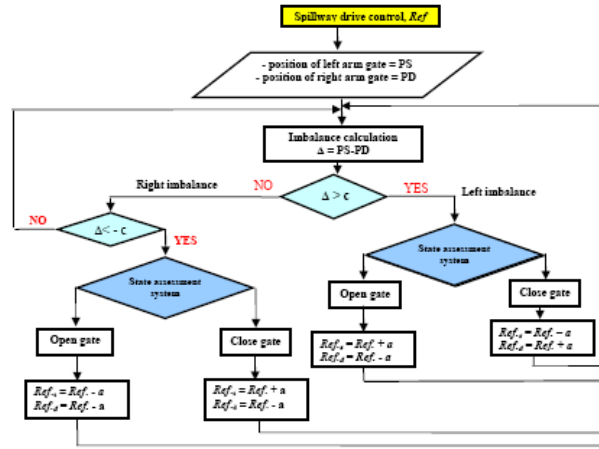 Spillway drive control, Ref
- position of left arm gate = PS
- position of right arm gate = PD
Imbalance calculation
Δ = PS-PD
Right imbalance
NO
Δ > c
YES
Left imbalance
NO
Δ< - c
YES
State assessment
system
State assessment
system
Open gate
Close gate
Ref.s = Ref. + a
Ref.d = Ref. - a
Ref.s = Ref. – a
Ref.d = Ref. + a
Open gate
Close gate
Ref.s = Ref. - a
Ref.d = Ref. - a
Ref.s = Ref. + a
Ref.d = Ref. - a